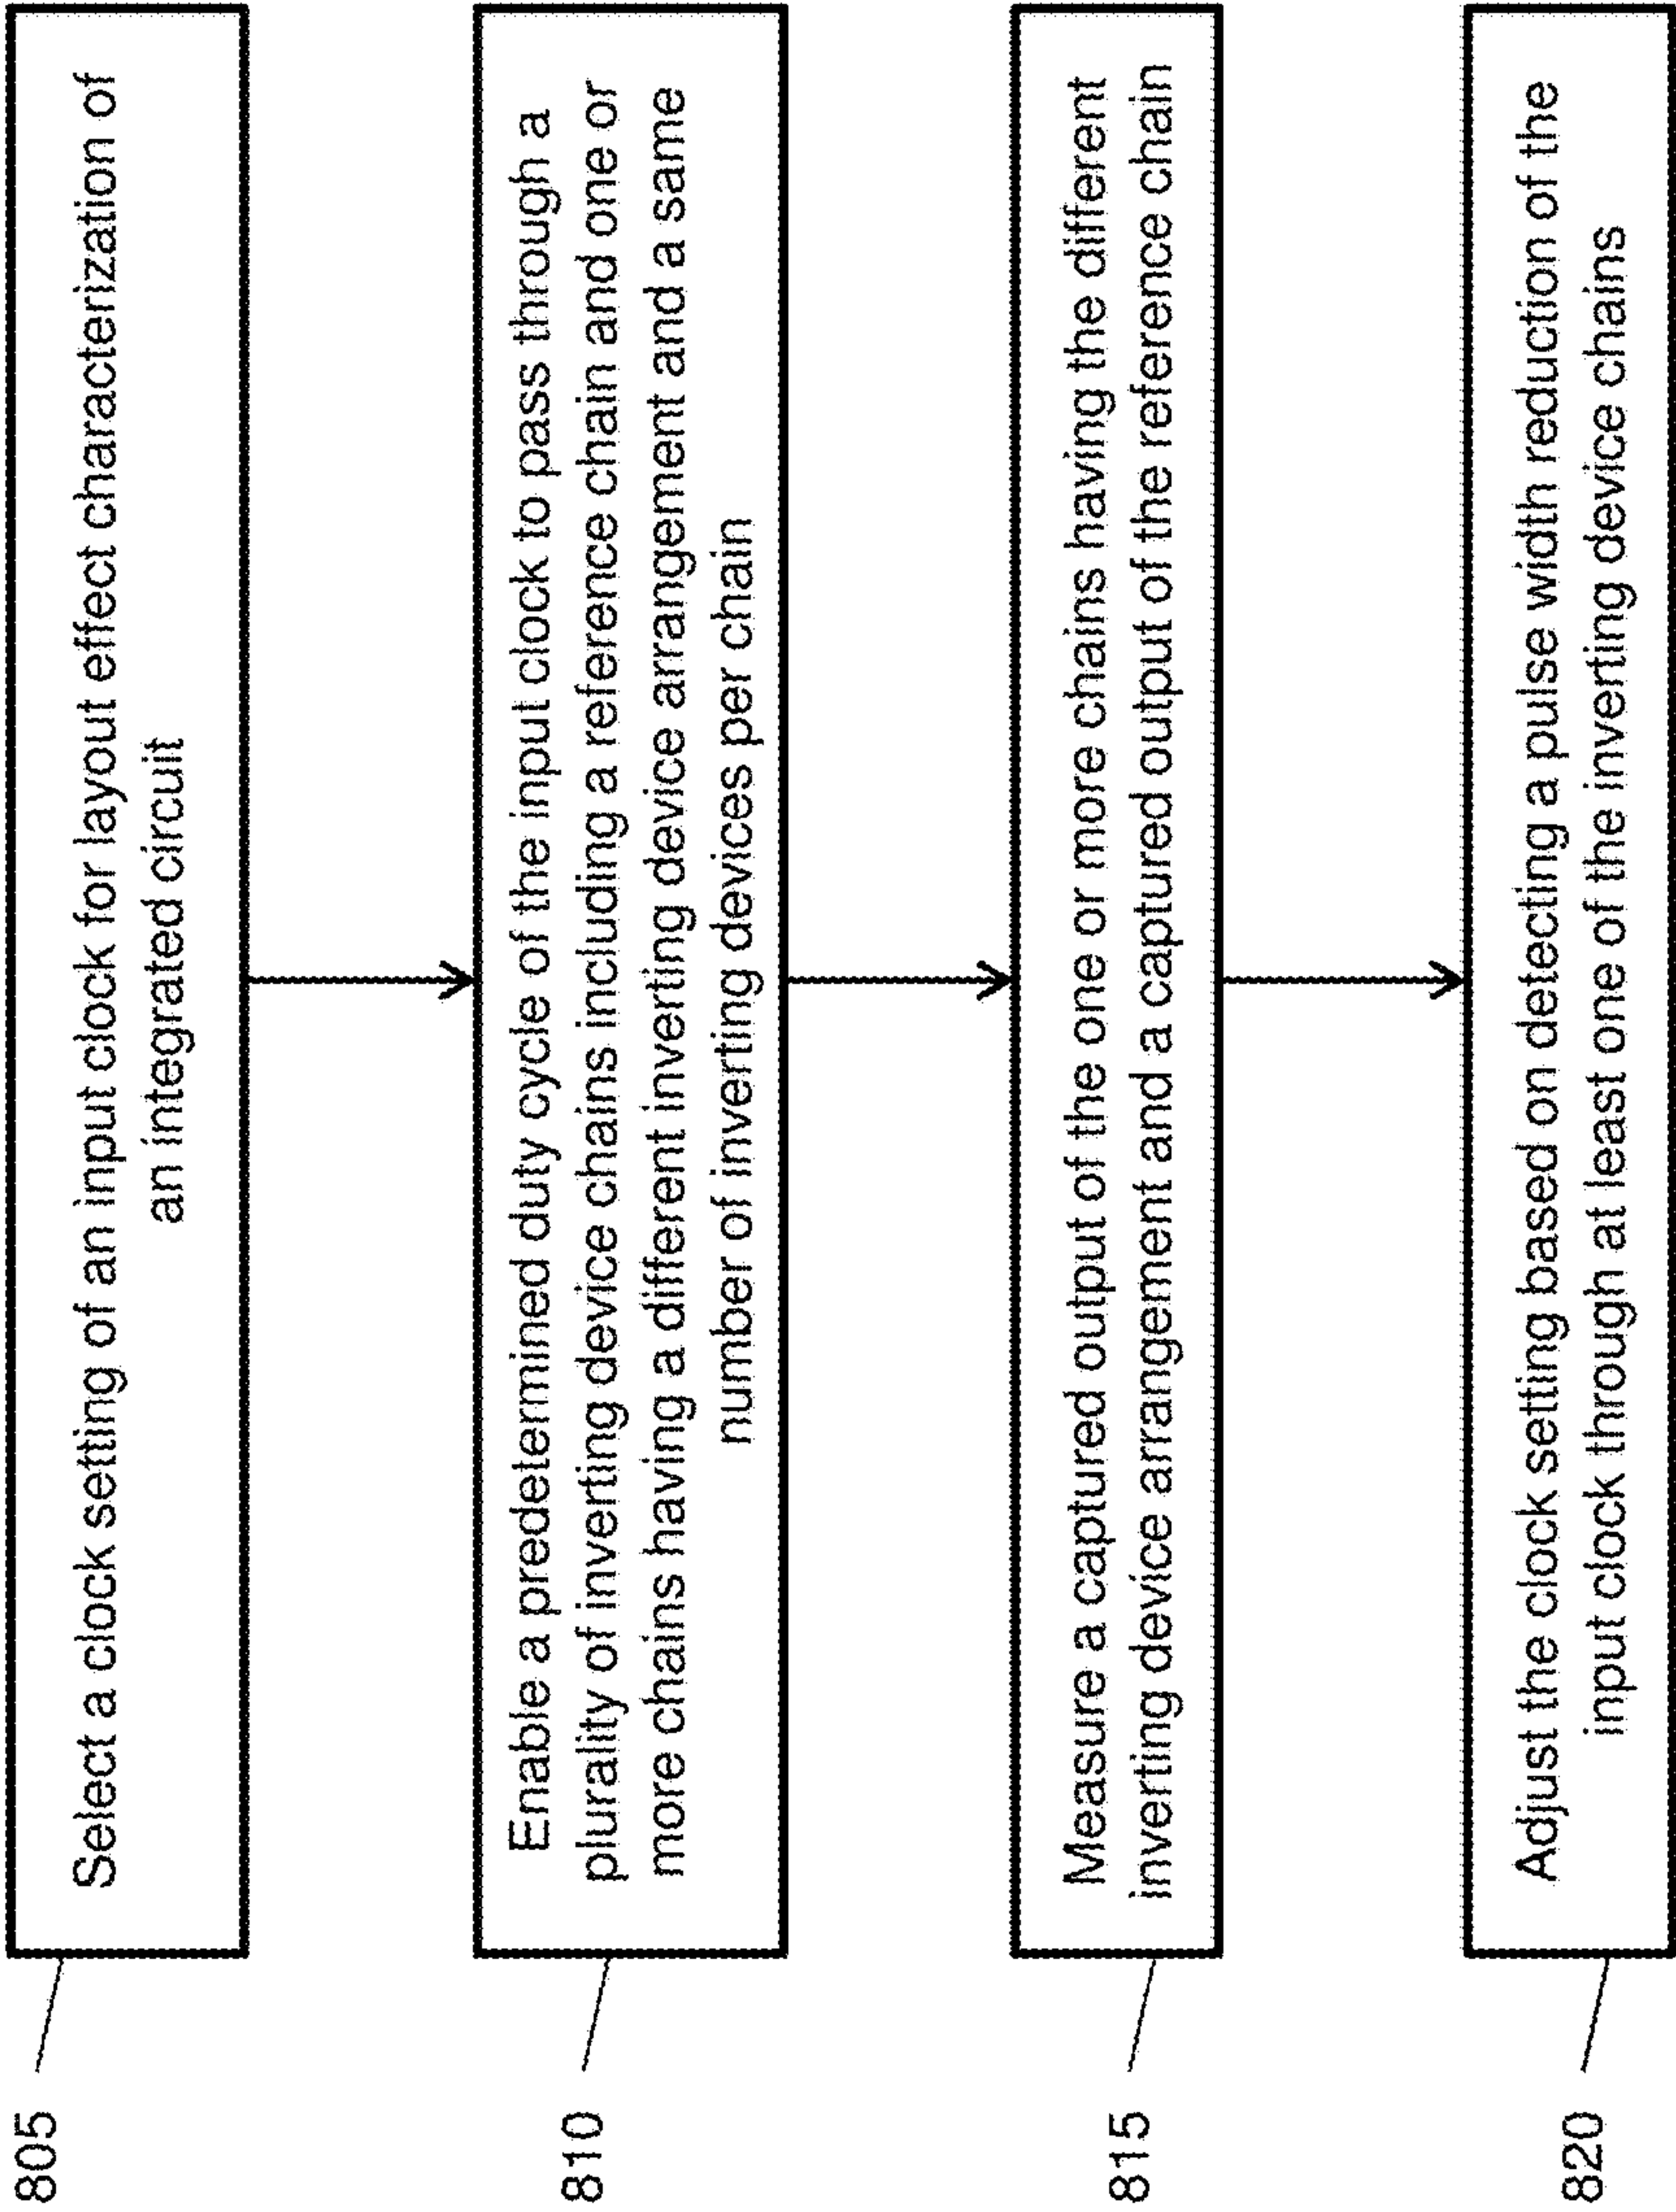 805
Select a clock setting of an input clock for layout effect characterization of
an integrated circuit
810
Enable a predetermined duty cycle of the input clock to pass through a
plurality of inverting device chains including a reference chain and one or
more chains having a different inverting device arrangement and a same
number of inverting devices per chain
815
Measure a captured output of the one or more chains having the different
inverting device arrangement and a captured output of the reference chain
820
Adjust the clock setting based on detecting a pulse width reduction of the
input clock through at least one of the inverting device chains